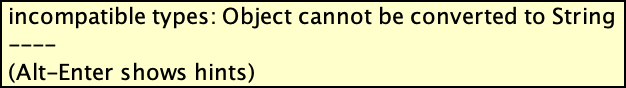 incompatible types: Object cannot be converted to String
----
(Alt-Enter shows hints)